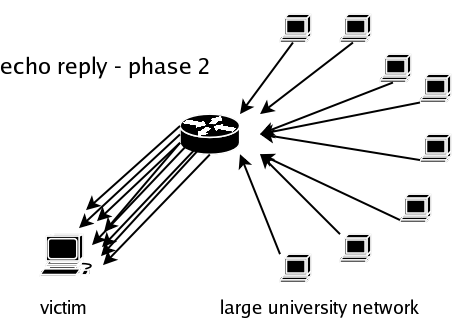 echo reply - phase 2
?
victim
large university network